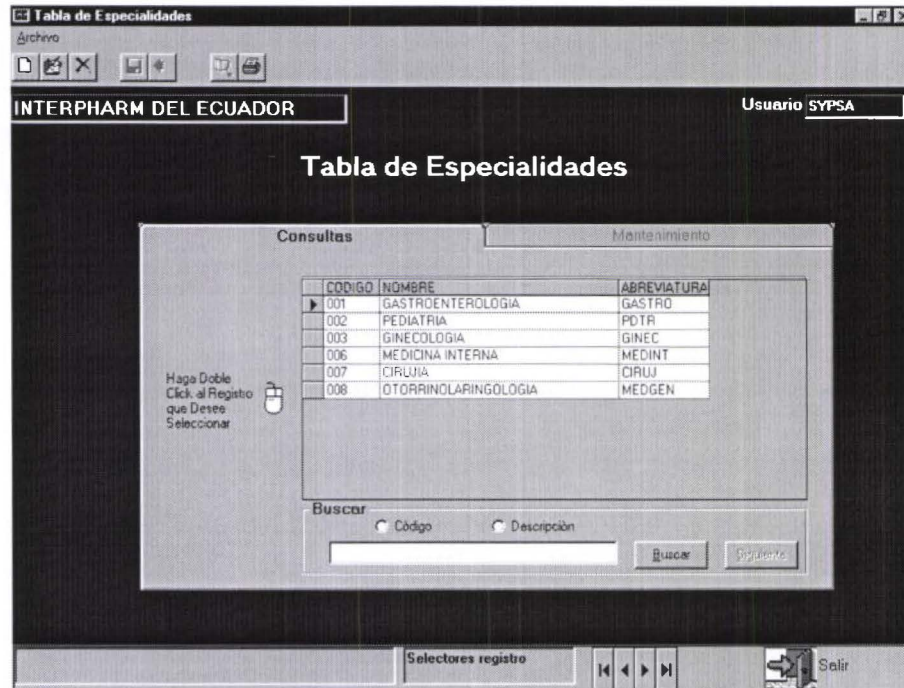 Tabla de Especialidades
Archivo
INTERPHARM DEL ECUADOR
Usuario SYPSA
Tabla de Especialidades
Consultas Mantenimiento
CODIGO NOMBRE ABREVIATURA
001 GASTROENTEROLOGIA GASTRO
002 PEDIATRIA PDTR
003 GINECOLOGIA GINEC
006 MEDICINA INTERNA MEDINT
007 CIRUJIA CIRUJ
008 OTORRINOLARINGOLOGIA MEDGEN
Haga Doble
Click al Registro
que Desee
Seleccionar
Buscar
Código Descripción
Buscar Siguiente
Selectores registro
Salir